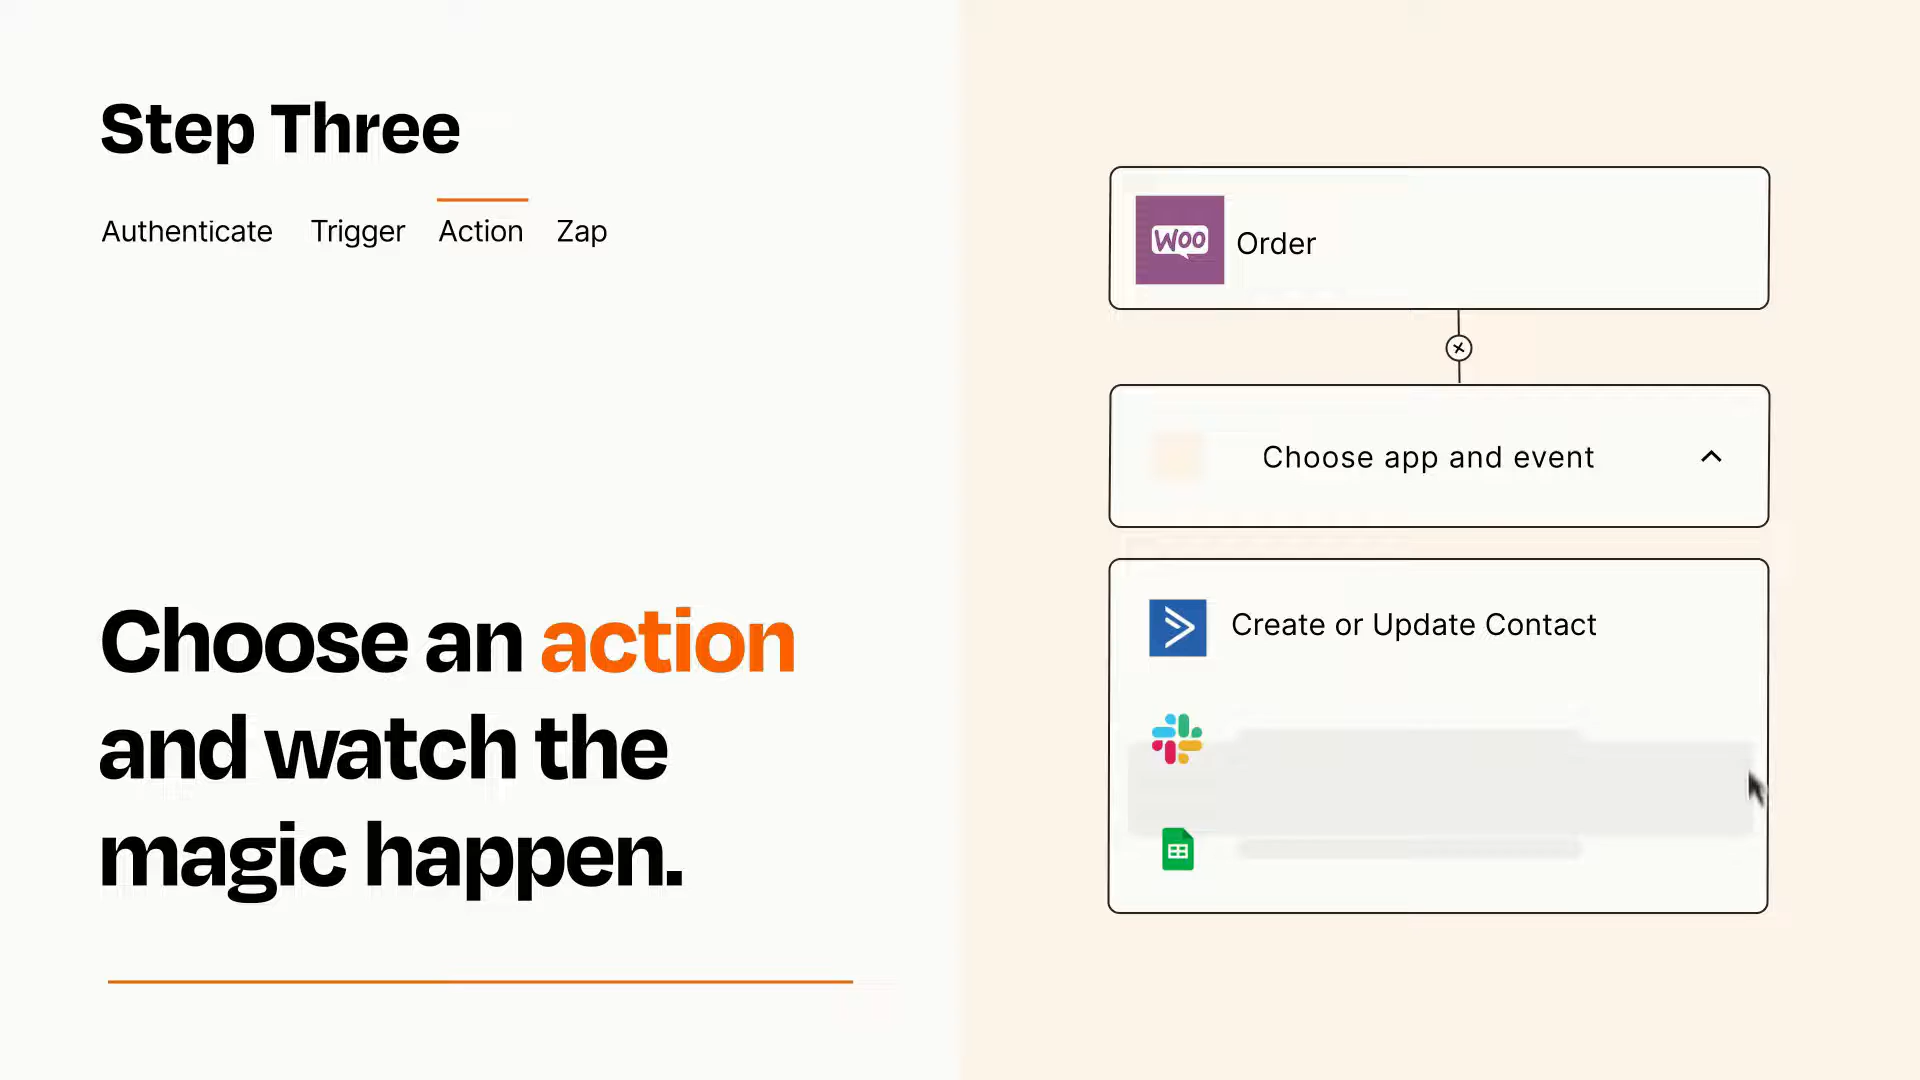 Step Three
Authenticate Trigger Action Zap
Choose an action
and watch the
magic happen.
Woo Order
Choose app and event
Create or Update Contact